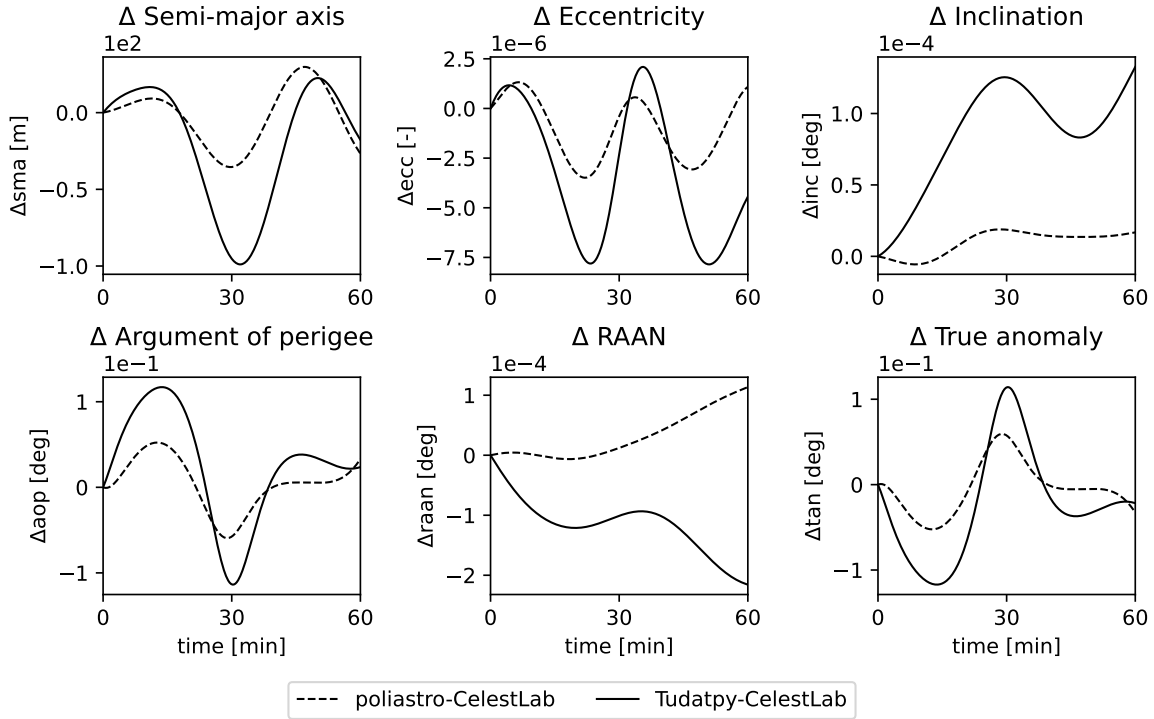 Δ Semi-major axis
1e2
Δsma [m]
0.0
−0.5
−1.0
0
30
60
Δ Eccentricity
1e−6
Δecc [-]
2.5
0.0
−2.5
−5.0
−7.5
0
30
60
Δ Inclination
1e−4
Δinc [deg]
1.0
0.5
0.0
0
30
60
Δ Argument of perigee
1e−1
Δaop [deg]
1
0
−1
0
30
60
time [min]
Δ RAAN
1e−4
Δraan [deg]
1
0
−1
−2
0
30
60
time [min]
Δ True anomaly
1e−1
Δtan [deg]
1
0
−1
0
30
60
time [min]
poliastro-CelestLab
Tudatpy-CelestLab